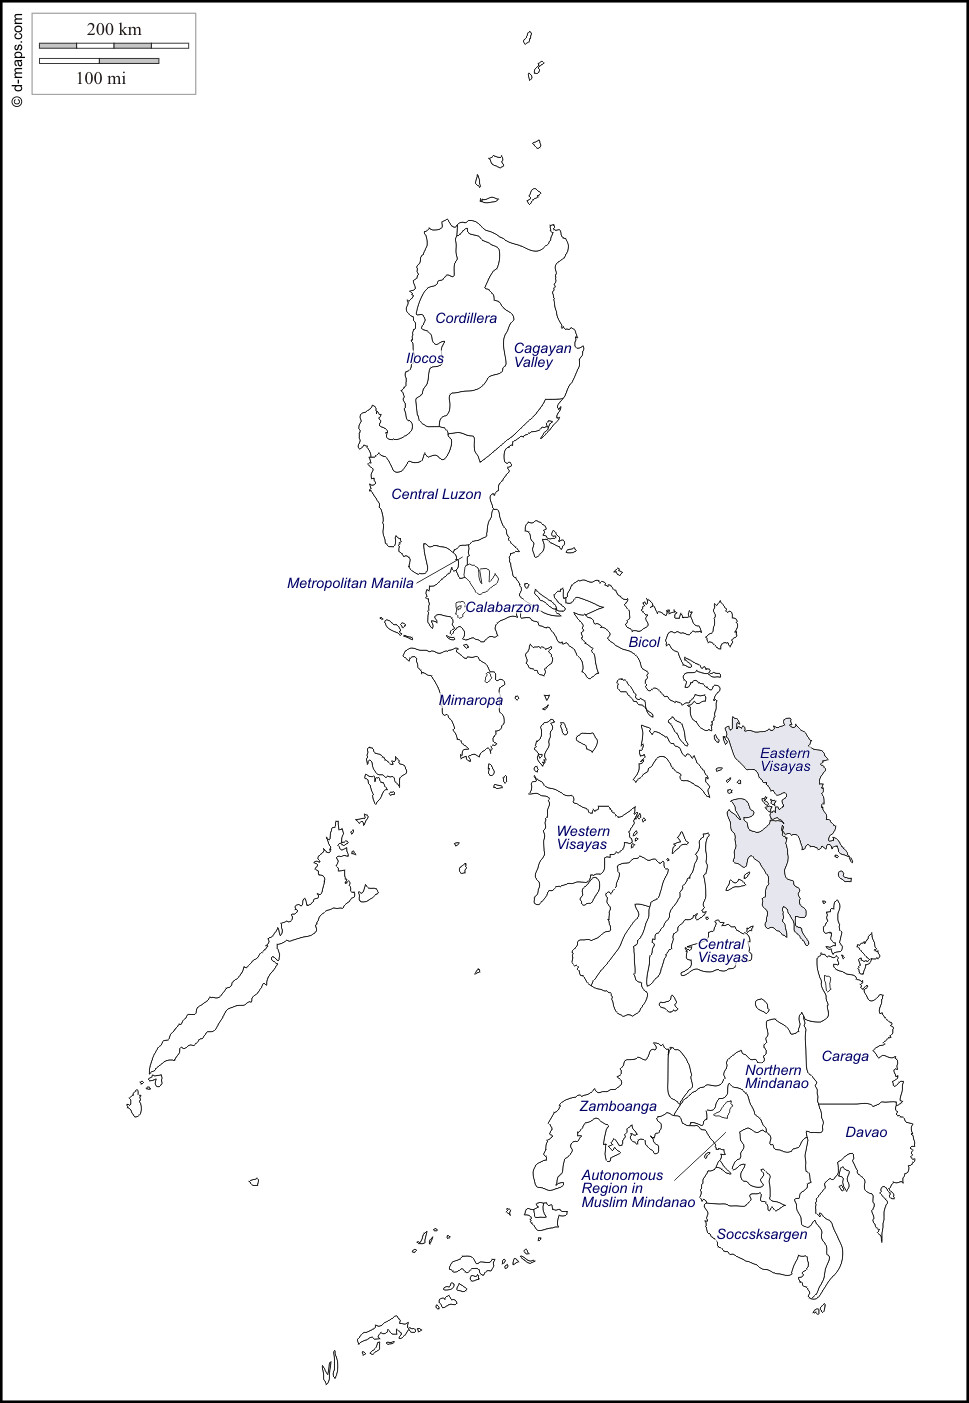 © d-maps.com
200 km
100 mi
Cordillera
Ilocos
Cagayan
Valley
Central Luzon
Metropolitan Manila
Calabarzon
Bicol
Mimaropa
Eastern
Visayas
Western
Visayas
Central
Visayas
Caraga
Northern
Mindanao
Zamboanga
Davao
Autonomous
Region in
Muslim Mindanao
Soccsksargen